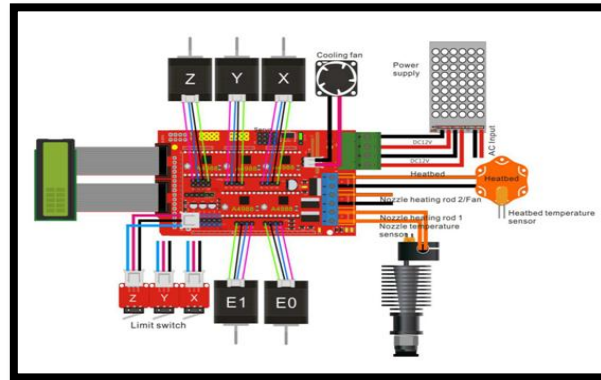 Cooling fan
Power
supply
Z
Y
X
DC12V
DC12V
AC Input
Heatbed
Heatbed
Nozzle heating rod 2/Fan
Heatbed temperature
sensor
Nozzle heating rod 1
Nozzle temperature
sensor
Z
Y
X
Limit switch
E1
E0